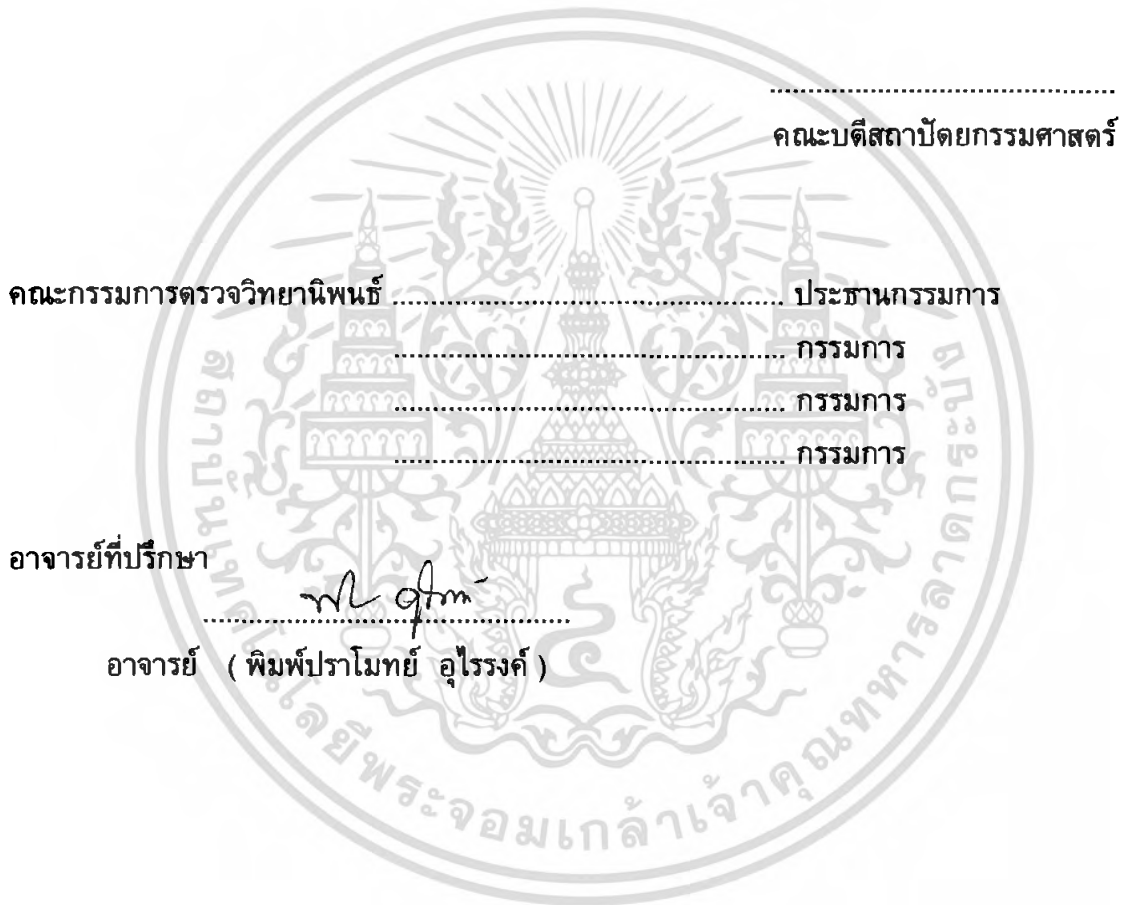 ........................................
คณะบดีสถาปัตยกรรมศาสตร์
คณะกรรมการตรวจวิทยานิพนธ์ ........................................ ประธานกรรมการ
........................................ กรรมการ
........................................ กรรมการ
........................................ กรรมการ
อาจารย์ที่ปรึกษา
........................................
อาจารย์ ( พิมพ์ปราโมทย์ อุไรรงค์ )
สถาบันเทคโนโลยีพระจอมเกล้าเจ้าคุณทหารลาดกระบัง